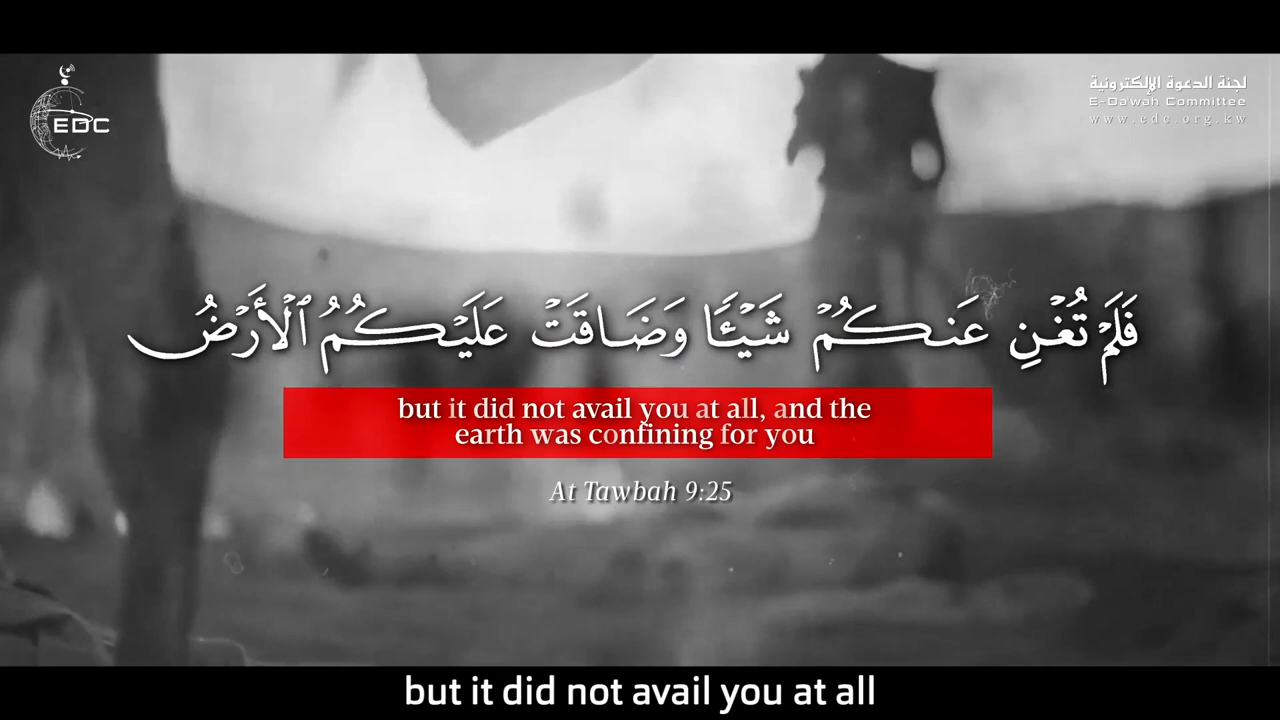 EDC
لجنة الدعوة الإلكترونية
E-Da'wah Committee
www.edc.org.kw
فَلَمْ تُغْنِ عَنكُمْ شَيْـًٔا وَضَاقَتْ عَلَيْكُمُ ٱلْأَرْضُ
but it did not avail you at all, and the
earth was confining for you
At Tawbah 9:25
but it did not avail you at all